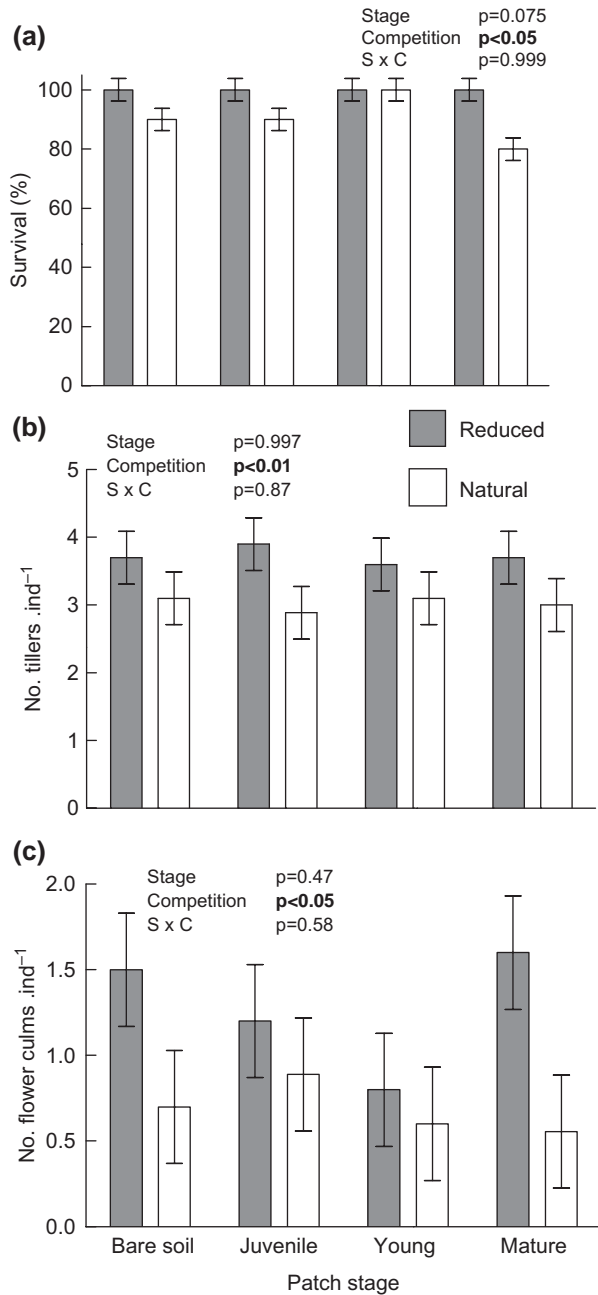 (a)
Stage p=0.075
Competition p<0.05
S x C p=0.999
100
80
60
40
20
0
Survival (%)
(b)
Stage p=0.997
Competition p<0.01
S x C p=0.87
Reduced
Natural
5
4
3
2
1
0
No. tillers .ind⁻¹
(c)
Stage p=0.47
Competition p<0.05
S x C p=0.58
2.0
1.5
1.0
0.5
0.0
No. flower culms .ind⁻¹
Bare soil Juvenile Young Mature
Patch stage